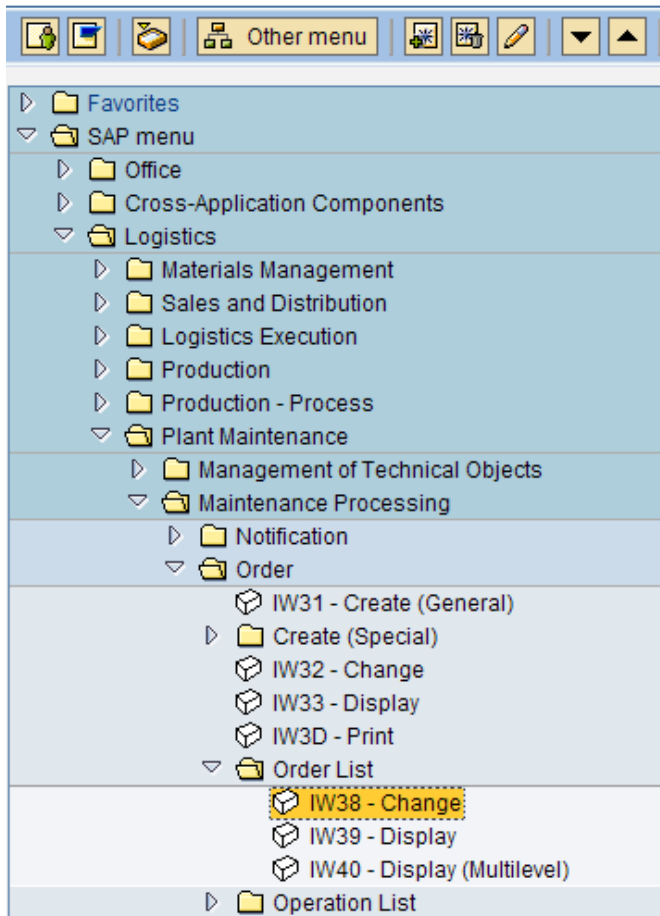 Other menu
Favorites
SAP menu
Office
Cross-Application Components
Logistics
Materials Management
Sales and Distribution
Logistics Execution
Production
Production - Process
Plant Maintenance
Management of Technical Objects
Maintenance Processing
Notification
Order
IW31 - Create (General)
Create (Special)
IW32 - Change
IW33 - Display
IW3D - Print
Order List
IW38 - Change
IW39 - Display
IW40 - Display (Multilevel)
Operation List